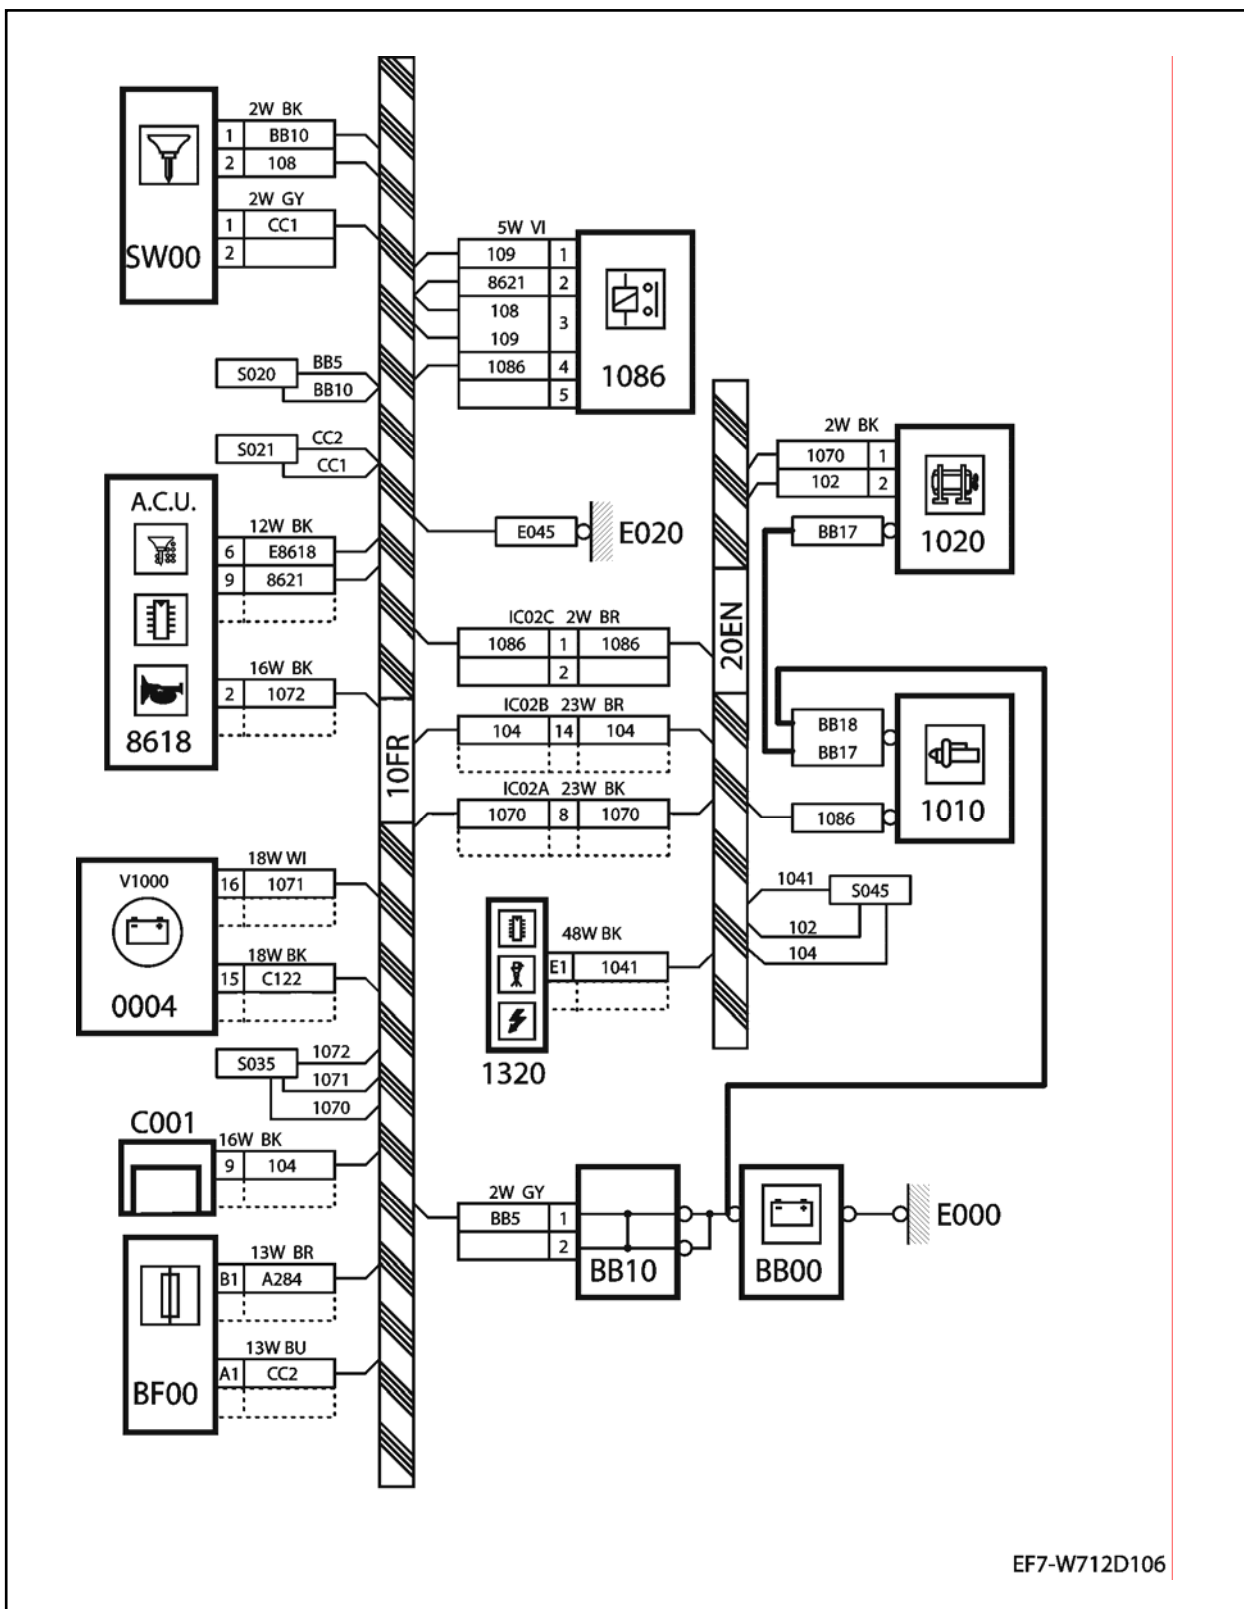 2W BK
1 BB10
2 108
2W GY
1 CC1
2
SW00
5W VI
109 1
8621 2
108
3
109
1086 4
5
1086
S020
BB5
BB10
S021
CC2
CC1
A.C.U.
12W BK
6 E8618
9 8621
16W BK
2 1072
8618
E045
E020
2W BK
1070 1
102 2
BB17
1020
IC02C 2W BR
1086 1 1086
2
IC02B 23W BR
104 14 104
IC02A 23W BK
1070 8 1070
10FR
20EN
BB18
BB17
1086
1010
V1000
18W WI
16 1071
18W BK
15 C122
0004
48W BK
E1 1041
1320
1041
S045
102
104
S035
1072
1071
1070
C001
16W BK
9 104
2W GY
BB5 1
2
BB10
BB00
E000
13W BR
B1 A284
13W BU
A1 CC2
BF00
EF7-W712D106